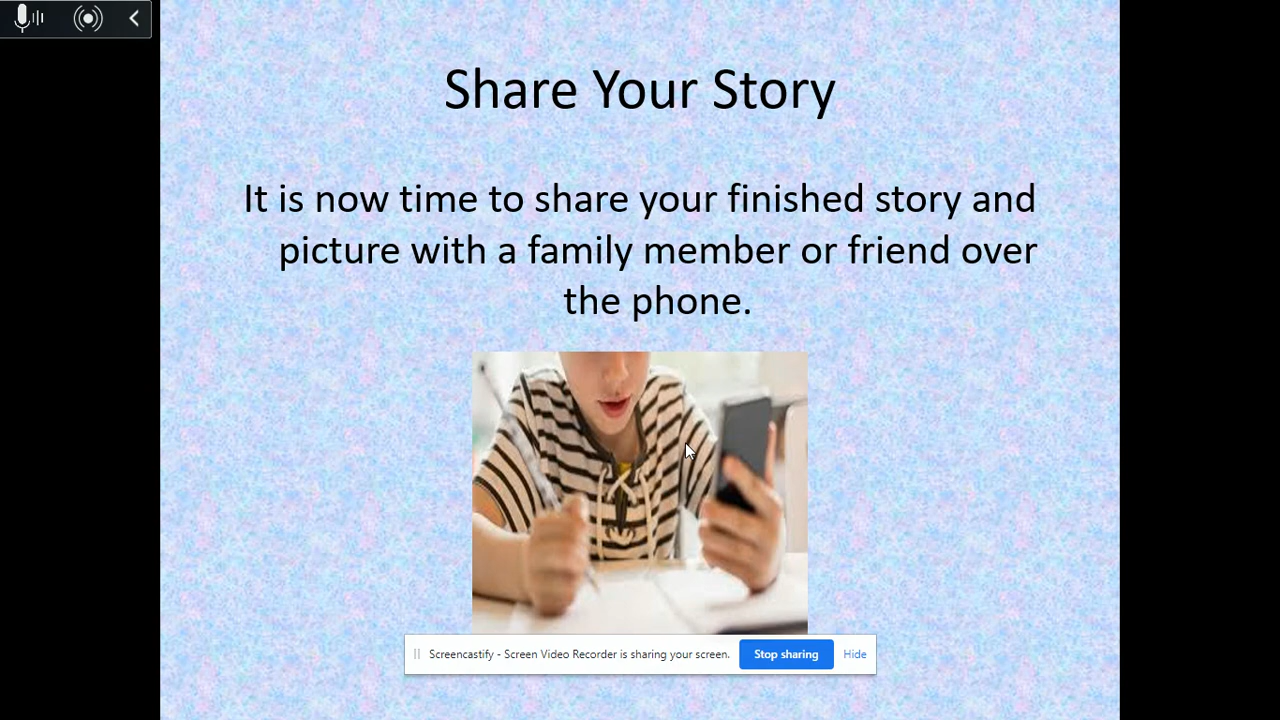 Share Your Story
It is now time to share your finished story and
picture with a family member or friend over
the phone.
Screencastify - Screen Video Recorder is sharing your screen. Stop sharing Hide